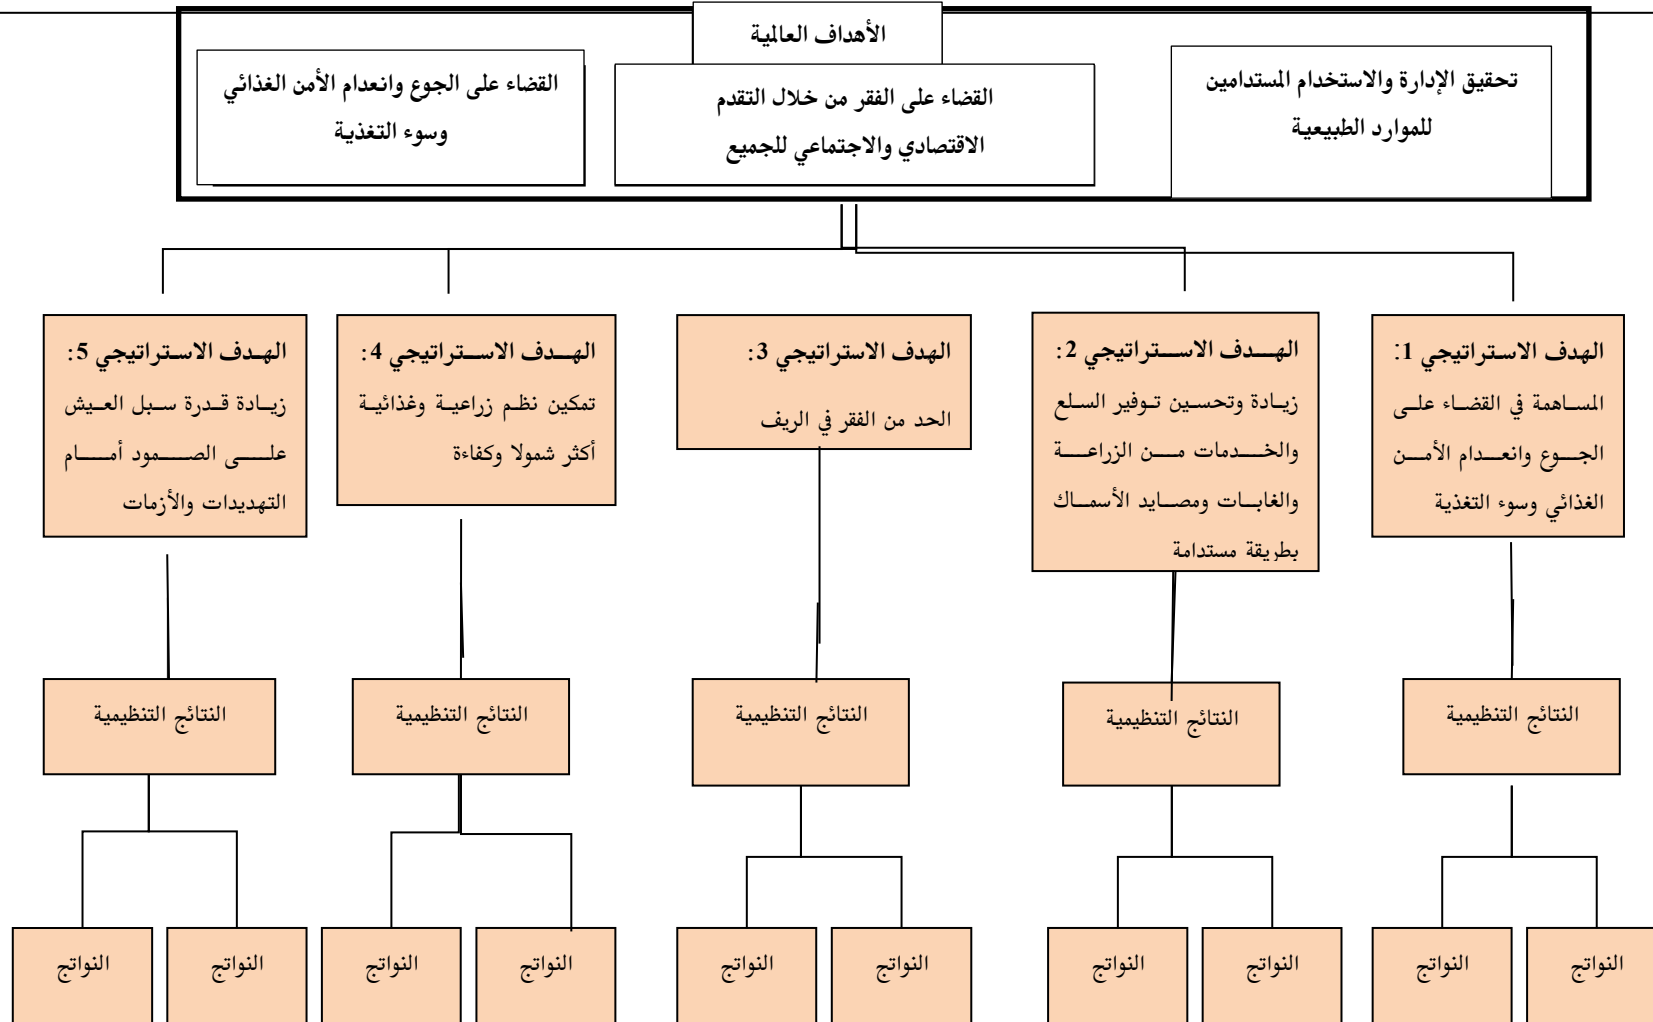 الأهداف العالمية
تحقيق الإدارة والاستخدام المستدامين
للموارد الطبيعية
القضاء على الفقر من خلال التقدم
الاقتصادي والاجتماعي للجميع
القضاء على الجوع وانعدام الأمن الغذائي
وسوء التغذية
الهدف الاستراتيجي 1:
المساهمة في القضاء على
الجوع وانعدام الأمن
الغذائي وسوء التغذية
الهدف الاستراتيجي 2:
زيادة وتحسين توفير السلع
والخدمات من الزراعة
والغابات ومصايد الأسماك
بطريقة مستدامة
الهدف الاستراتيجي 3:
الحد من الفقر في الريف
الهدف الاستراتيجي 4:
تمكين نظم زراعية وغذائية
أكثر شمولا وكفاءة
الهدف الاستراتيجي 5:
زيادة قدرة سبل العيش
على الصمود أمام
التهديدات والأزمات
النتائج التنظيمية
النتائج التنظيمية
النتائج التنظيمية
النتائج التنظيمية
النتائج التنظيمية
النواتج
النواتج
النواتج
النواتج
النواتج
النواتج
النواتج
النواتج
النواتج
النواتج